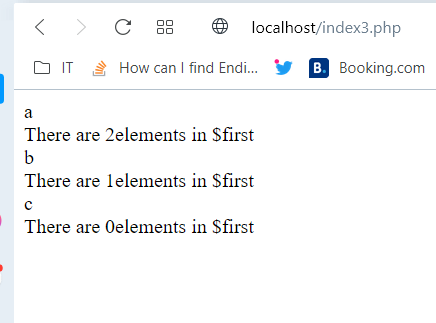 localhost/index3.php
IT How can I find Endi... B. Booking.com
a
There are 2elements in $first
b
There are 1elements in $first
c
There are 0elements in $first